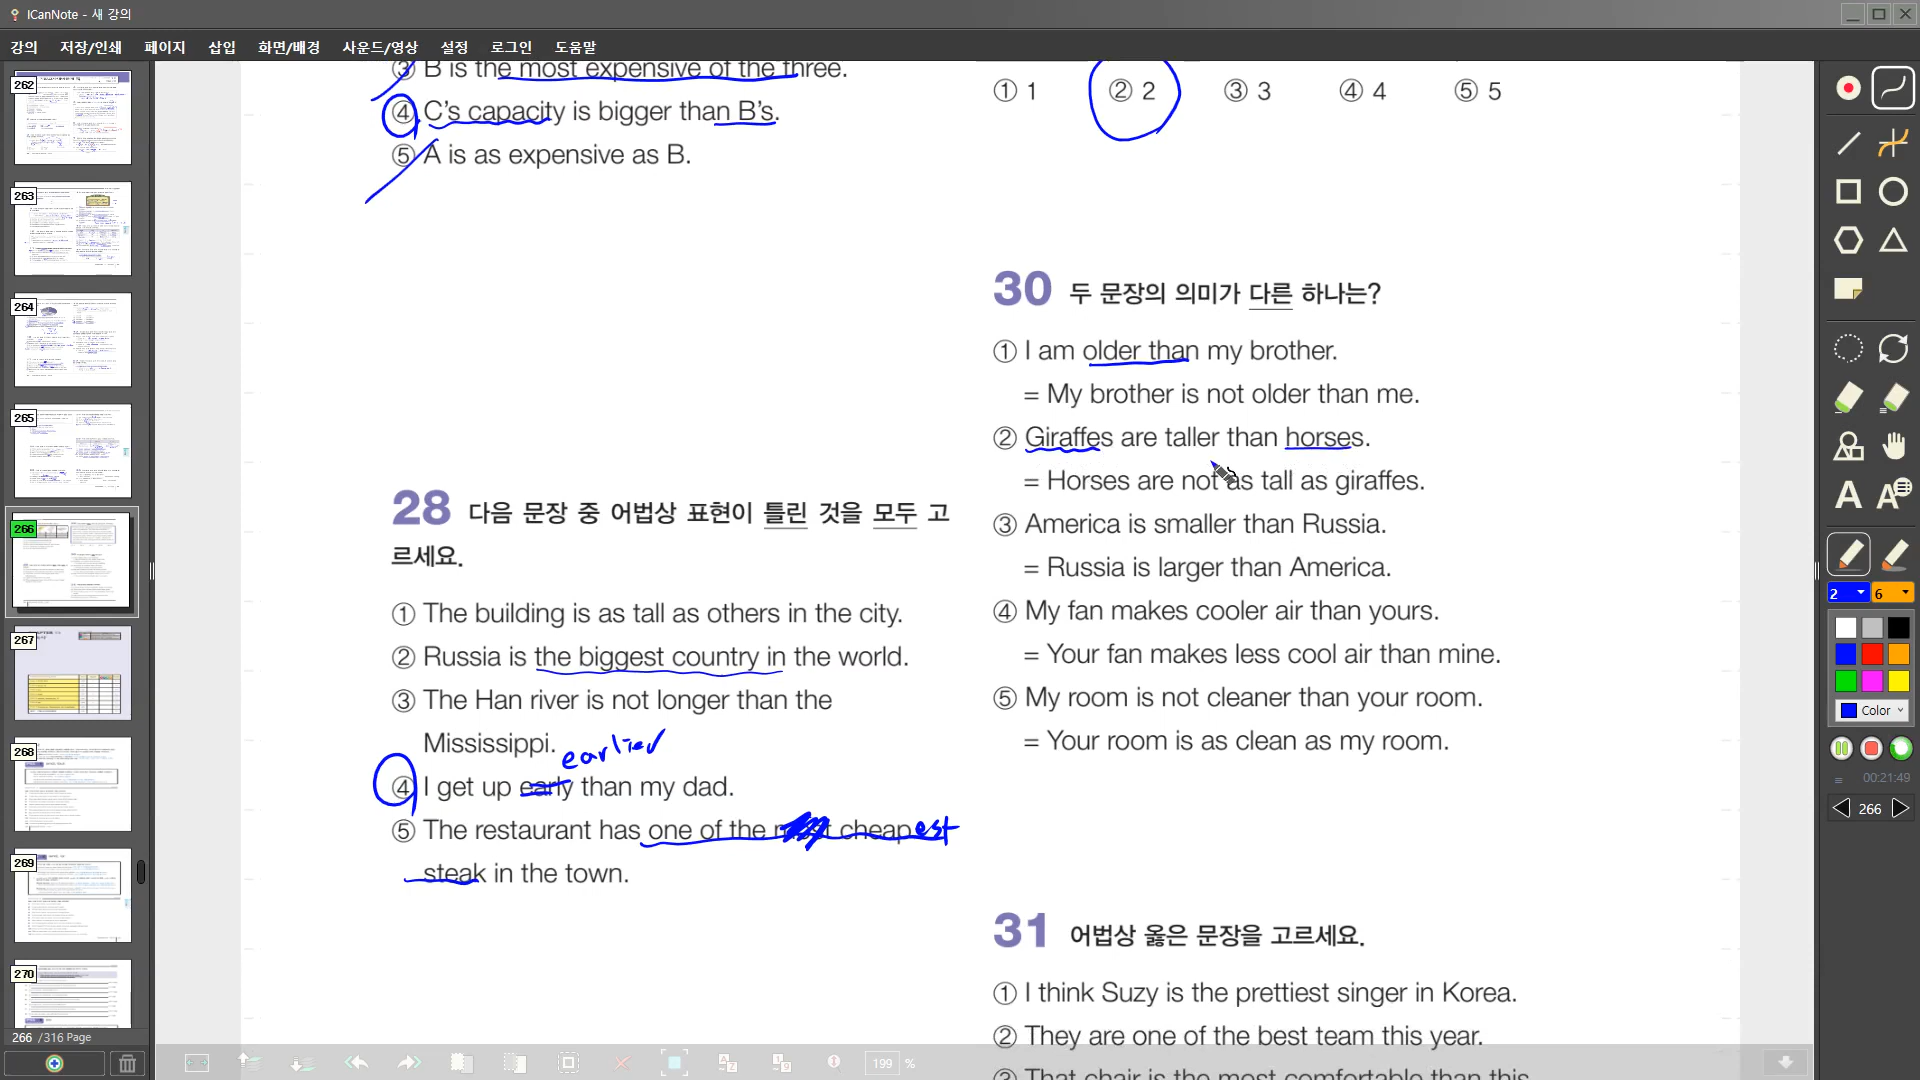 ICanNote - 새 강의
강의 저장/인쇄 페이지 삽입 화면/배경 사운드/영상 설정 로그인 도움말
262
263
264
265
266
267
268
269
270
266 /316 Page
③ B is the most expensive of the three.
④ C's capacity is bigger than B's.
⑤ A is as expensive as B.
28 다음 문장 중 어법상 표현이 틀린 것을 모두 고
르세요.
① The building is as tall as others in the city.
② Russia is the biggest country in the world.
③ The Han river is not longer than the
Mississippi.
earlier
④ I get up early than my dad.
⑤ The restaurant has one of the most cheapest
steak in the town.
① 1 ② 2 ③ 3 ④ 4 ⑤ 5
30 두 문장의 의미가 다른 하나는?
① I am older than my brother.
= My brother is not older than me.
② Giraffes are taller than horses.
= Horses are not as tall as giraffes.
③ America is smaller than Russia.
= Russia is larger than America.
④ My fan makes cooler air than yours.
= Your fan makes less cool air than mine.
⑤ My room is not cleaner than your room.
= Your room is as clean as my room.
31 어법상 옳은 문장을 고르세요.
① I think Suzy is the prettiest singer in Korea.
② They are one of the best team this year.
③ That chair is the most comfortable than this
199 %
2 6
Color
00:21:49
266